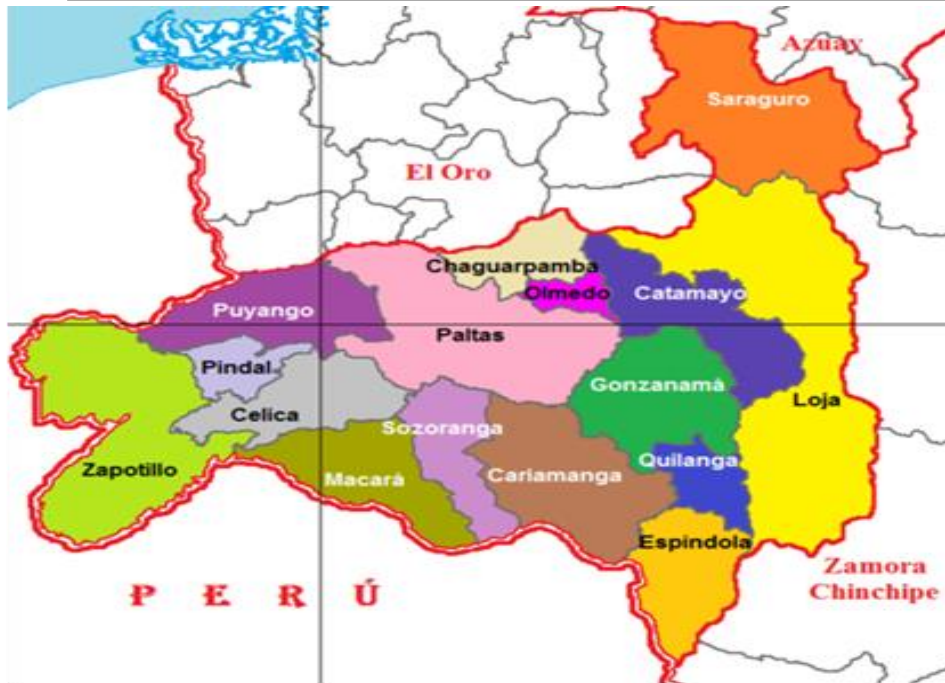 Azuay
Saraguro
El Oro
Chaguarpamba
Olmedo
Catamayo
Puyango
Paltas
Pindal
Gonzanamá
Loja
Celica
Sozoranga
Zapotillo
Macará
Cariamanga
Quilanga
Espindola
Zamora
Chinchipe
PERÚ